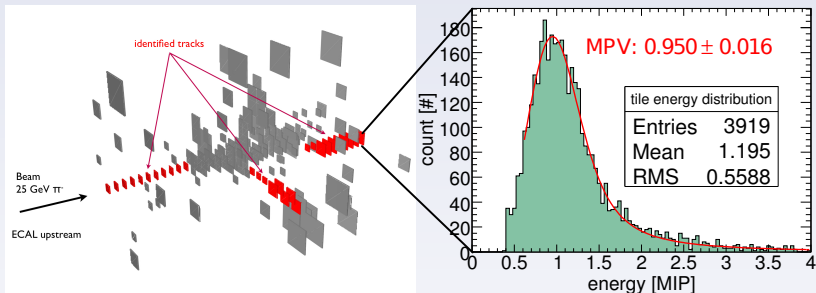 identified tracks
Beam
25 GeV π⁻
ECAL upstream
count [#]
180
160
140
120
100
80
60
40
20
0
MPV: 0.950 ± 0.016
tile energy distribution
Entries 3919
Mean 1.195
RMS 0.5588
0 0.5 1 1.5 2 2.5 3 3.5 4
energy [MIP]